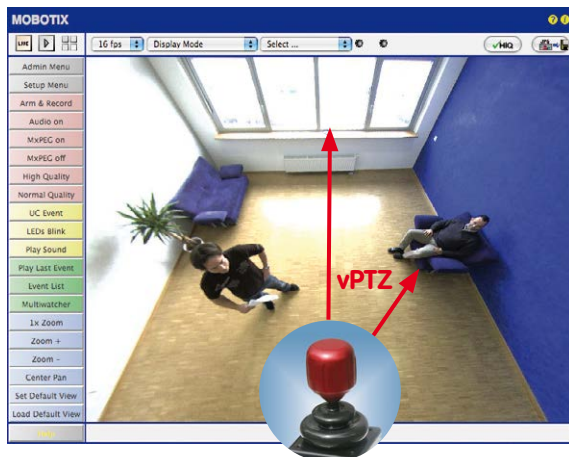 MOBOTIX
? i
LIVE
16 fps Display Mode Select ... HIQ
Admin Menu
Setup Menu
Arm & Record
Audio on
MxPEG on
MxPEG off
High Quality
Normal Quality
UC Event
LEDs Blink
Play Sound
Play Last Event
Event List
Multiwatcher
1x Zoom
Zoom +
Zoom -
Center Pan
Set Default View
Load Default View
vPTZ